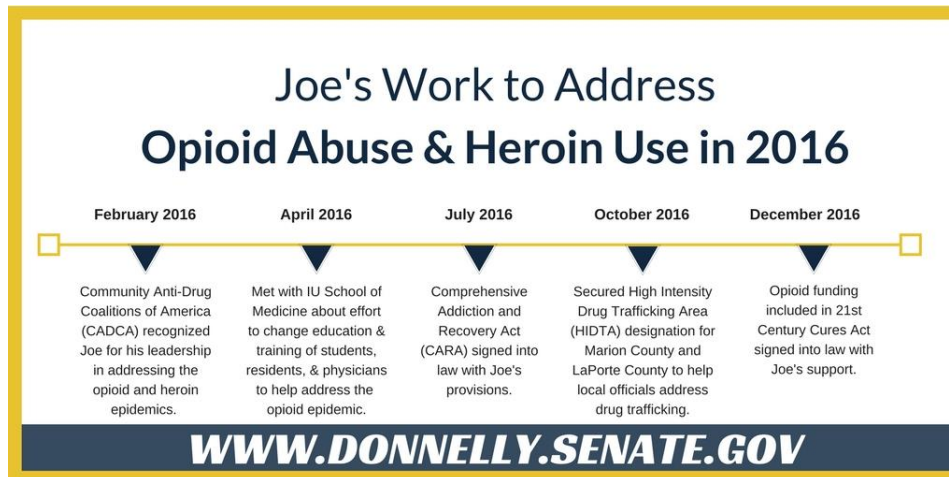 Joe's Work to Address
Opioid Abuse & Heroin Use in 2016
February 2016
Community Anti-Drug
Coalitions of America
(CADCA) recognized
Joe for his leadership
in addressing the
opioid and heroin
epidemics.
April 2016
Met with IU School of
Medicine about effort
to change education &
training of students,
residents, & physicians
to help address the
opioid epidemic.
July 2016
Comprehensive
Addiction and
Recovery Act
(CARA) signed into
law with Joe's
provisions.
October 2016
Secured High Intensity
Drug Trafficking Area
(HIDTA) designation for
Marion County and
LaPorte County to help
local officials address
drug trafficking.
December 2016
Opioid funding
included in 21st
Century Cures Act
signed into law with
Joe's support.
WWW.DONNELLY.SENATE.GOV